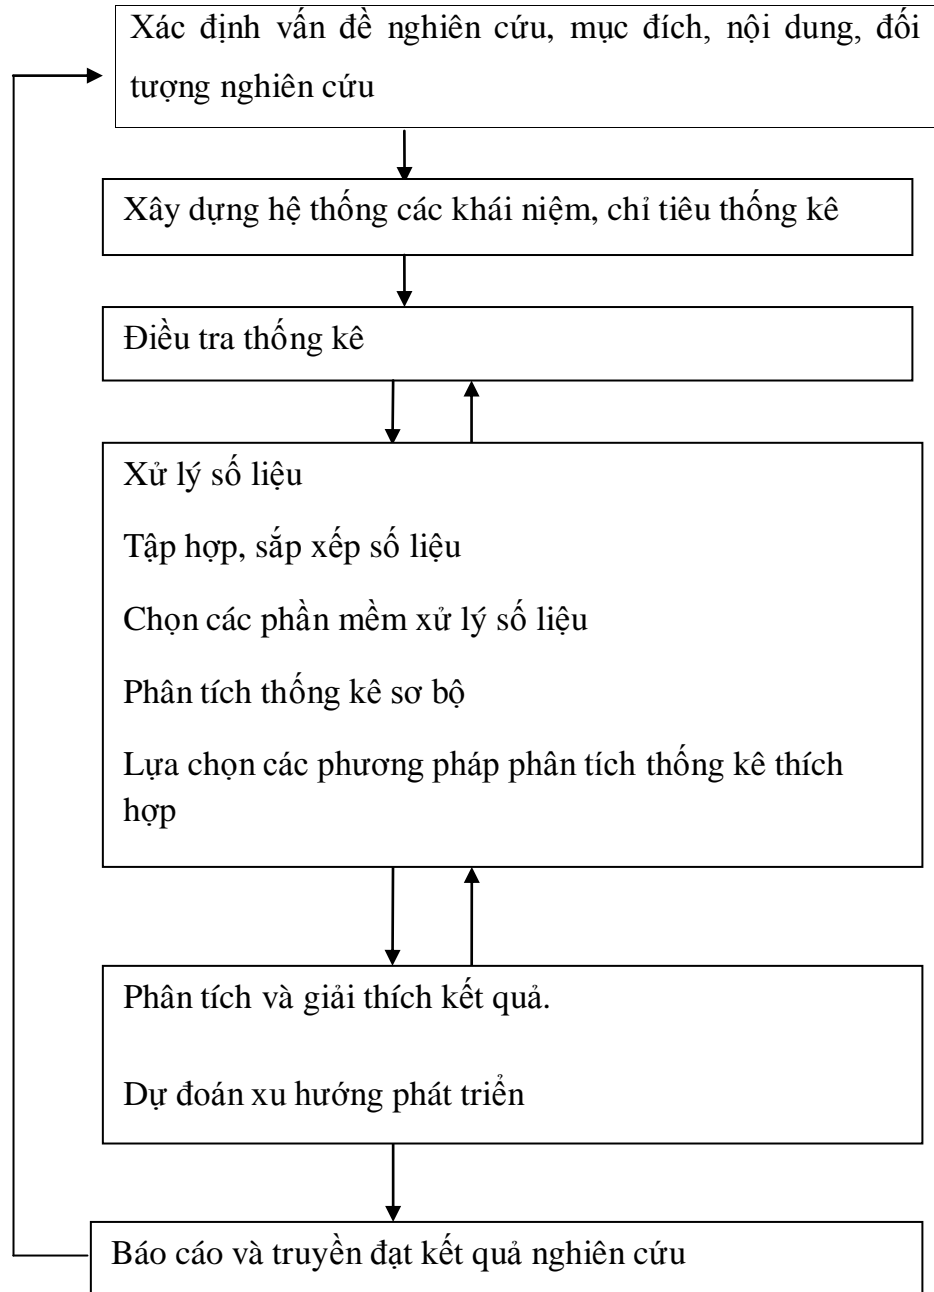 Xác định vấn đề nghiên cứu, mục đích, nội dung, đối
tượng nghiên cứu
Xây dựng hệ thống các khái niệm, chỉ tiêu thống kê
Điều tra thống kê
Xử lý số liệu
Tập hợp, sắp xếp số liệu
Chọn các phần mềm xử lý số liệu
Phân tích thống kê sơ bộ
Lựa chọn các phương pháp phân tích thống kê thích
hợp
Phân tích và giải thích kết quả.
Dự đoán xu hướng phát triển
Báo cáo và truyền đạt kết quả nghiên cứu